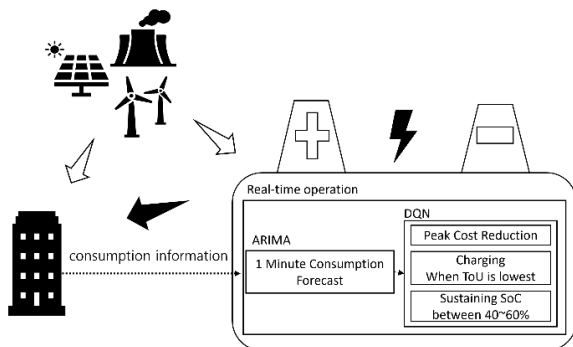 Real-time operation
DQN
Peak Cost Reduction
ARIMA
consumption information
1 Minute Consumption
Forecast
Charging
When ToU is lowest
Sustaining SoC
between 40~60%